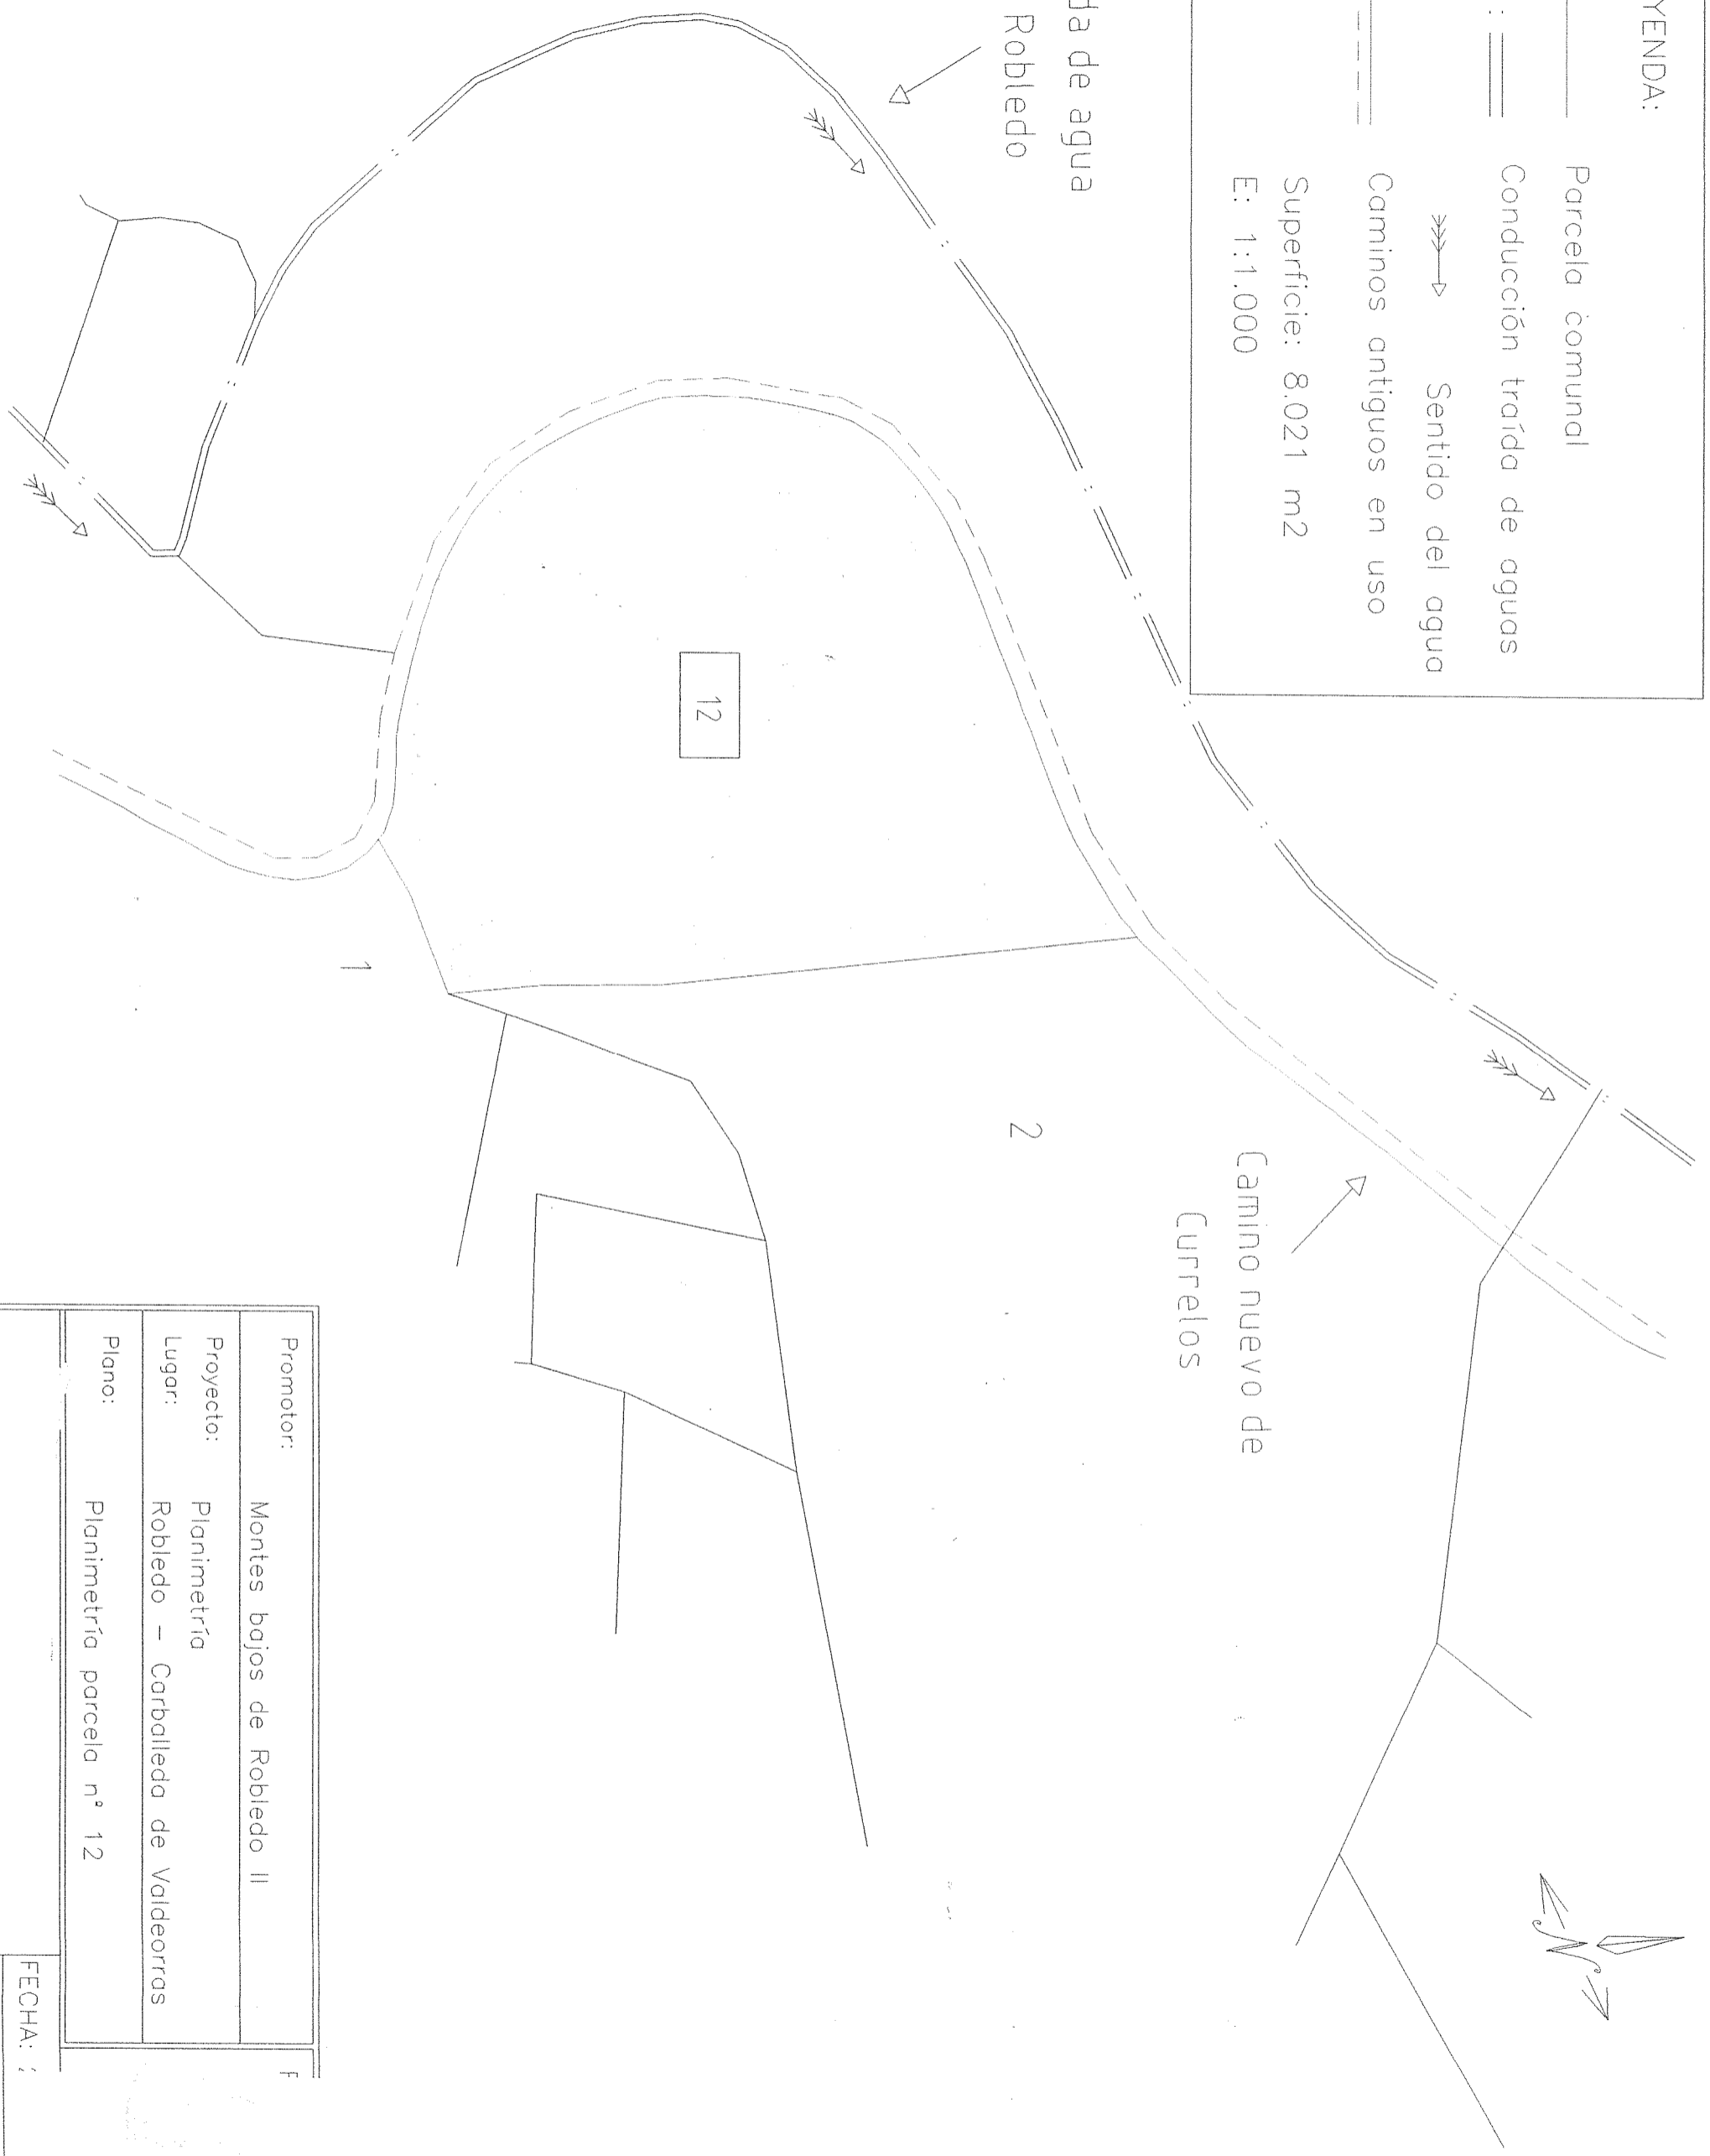 YENDA:
Parcela comunal
Conducción traída de aguas
Sentido del agua
Caminos antiguos en uso
Superficie: 8.021 m2
E: 1:1.000
da de agua
Robledo
12
1
2
Camino nuevo de
Currelos
Promotor: Montes bajos de Robledo II
Proyecto: Planimetría
Lugar: Robledo - Carballeda de Valdeorras
Plano: Planimetría parcela nº 12
FECHA: